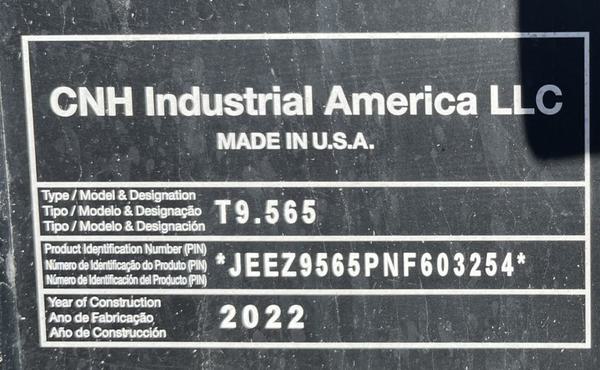 CNH Industrial America LLC
MADE IN U.S.A.
Type / Model & Designation
Tipo / Modelo & Designação
Tipo / Modelo & Designación
T9.565
Product Identification Number (PIN)
Número de Identificação do Produto (PIN)
Número de Identificación del Producto (PIN)
*JEEZ9565PNF603254*
Year of Construction
Ano de Fabricação
Año de Construcción
2022